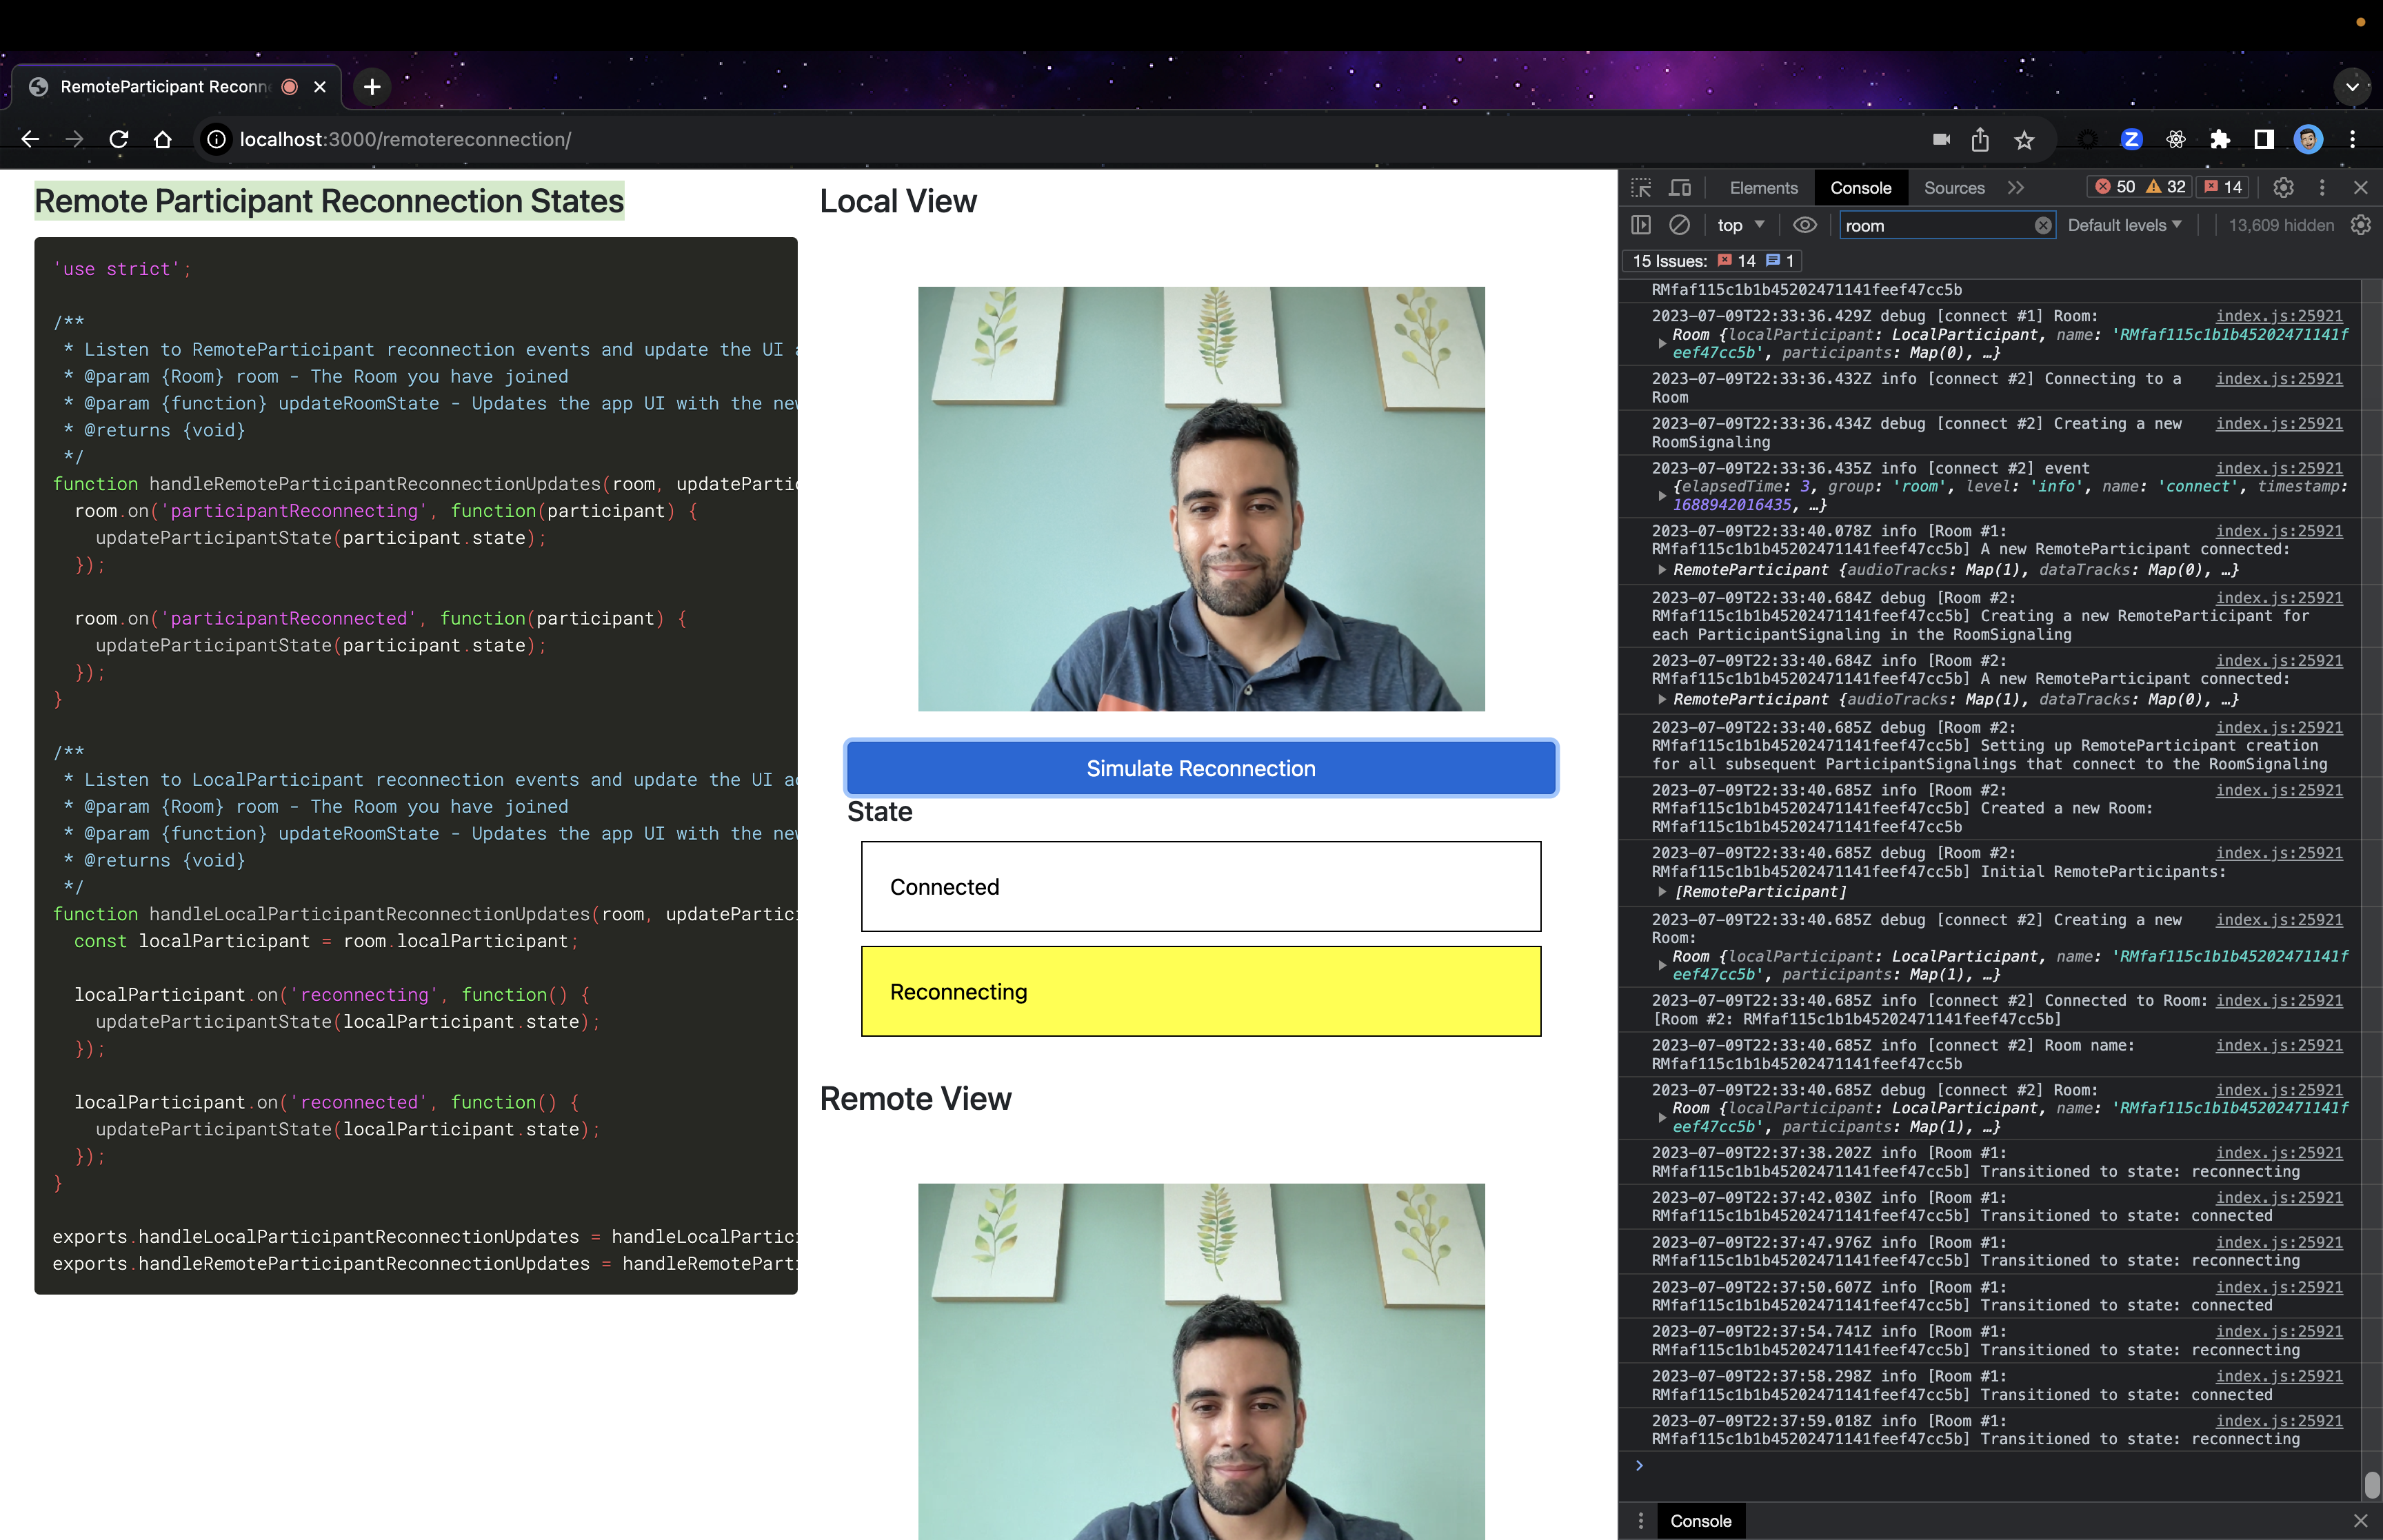 RemoteParticipant Reconn
localhost:3000/remotereconnection/
Remote Participant Reconnection States
'use strict';
/**
* Listen to RemoteParticipant reconnection events and update the UI
* @param {Room} room - The Room you have joined
* @param {function} updateRoomState - Updates the app UI with the
* @returns {void}
*/
function handleRemoteParticipantReconnectionUpdates(room, updatePartic
room.on('participantReconnecting', function(participant) {
updateParticipantState(participant.state);
});
room.on('participantReconnected', function(participant) {
updateParticipantState(participant.state);
});
}
/**
* Listen to LocalParticipant reconnection events and update the UI
* @param {Room} room - The Room you have joined
* @param {function} updateRoomState - Updates the app UI with the
* @returns {void}
*/
function handleLocalParticipantReconnectionUpdates(room, updatePartici
const localParticipant = room.localParticipant;
localParticipant.on('reconnecting', function() {
updateParticipantState(localParticipant.state);
});
localParticipant.on('reconnected', function() {
updateParticipantState(localParticipant.state);
});
}
exports.handleLocalParticipantReconnectionUpdates = handleLocalPartici
exports.handleRemoteParticipantReconnectionUpdates = handleRemoteParti
Local View
Simulate Reconnection
State
Connected
Reconnecting
Remote View
Elements Console Sources 50 32 14
top room Default levels 13,609 hidden
15 Issues: 14 1
RMfaf115c1b1b45202471141feef47cc5b
2023-07-09T22:33:36.429Z debug [connect #1] Room: index.js:25921
Room {localParticipant: LocalParticipant, name: 'RMfaf115c1b1b45202471141f
eef47cc5b', participants: Map(0), …}
2023-07-09T22:33:36.432Z info [connect #2] Connecting to a index.js:25921
Room
2023-07-09T22:33:36.434Z debug [connect #2] Creating a new index.js:25921
RoomSignaling
2023-07-09T22:33:36.435Z info [connect #2] event index.js:25921
{elapsedTime: 3, group: 'room', level: 'info', name: 'connect', timestamp:
1688942016435, …}
2023-07-09T22:33:40.078Z info [Room #1: index.js:25921
RMfaf115c1b1b45202471141feef47cc5b] A new RemoteParticipant connected:
RemoteParticipant {audioTracks: Map(1), dataTracks: Map(0), …}
2023-07-09T22:33:40.684Z debug [Room #2: index.js:25921
RMfaf115c1b1b45202471141feef47cc5b] Creating a new RemoteParticipant for
each ParticipantSignaling in the RoomSignaling
2023-07-09T22:33:40.684Z info [Room #2: index.js:25921
RMfaf115c1b1b45202471141feef47cc5b] A new RemoteParticipant connected:
RemoteParticipant {audioTracks: Map(1), dataTracks: Map(0), …}
2023-07-09T22:33:40.685Z debug [Room #2: index.js:25921
RMfaf115c1b1b45202471141feef47cc5b] Setting up RemoteParticipant creation
for all subsequent ParticipantSignalings that connect to the RoomSignaling
2023-07-09T22:33:40.685Z info [Room #2: index.js:25921
RMfaf115c1b1b45202471141feef47cc5b] Created a new Room:
RMfaf115c1b1b45202471141feef47cc5b
2023-07-09T22:33:40.685Z debug [Room #2: index.js:25921
RMfaf115c1b1b45202471141feef47cc5b] Initial RemoteParticipants:
[RemoteParticipant]
2023-07-09T22:33:40.685Z debug [connect #2] Creating a new index.js:25921
Room:
Room {localParticipant: LocalParticipant, name: 'RMfaf115c1b1b45202471141f
eef47cc5b', participants: Map(1), …}
2023-07-09T22:33:40.685Z info [connect #2] Connected to Room: index.js:25921
[Room #2: RMfaf115c1b1b45202471141feef47cc5b]
2023-07-09T22:33:40.685Z info [connect #2] Room name: index.js:25921
RMfaf115c1b1b45202471141feef47cc5b
2023-07-09T22:33:40.685Z debug [connect #2] Room: index.js:25921
Room {localParticipant: LocalParticipant, name: 'RMfaf115c1b1b45202471141f
eef47cc5b', participants: Map(1), …}
2023-07-09T22:37:38.202Z info [Room #1: index.js:25921
RMfaf115c1b1b45202471141feef47cc5b] Transitioned to state: reconnecting
2023-07-09T22:37:42.030Z info [Room #1: index.js:25921
RMfaf115c1b1b45202471141feef47cc5b] Transitioned to state: connected
2023-07-09T22:37:47.976Z info [Room #1: index.js:25921
RMfaf115c1b1b45202471141feef47cc5b] Transitioned to state: reconnecting
2023-07-09T22:37:50.607Z info [Room #1: index.js:25921
RMfaf115c1b1b45202471141feef47cc5b] Transitioned to state: connected
2023-07-09T22:37:54.741Z info [Room #1: index.js:25921
RMfaf115c1b1b45202471141feef47cc5b] Transitioned to state: reconnecting
2023-07-09T22:37:58.298Z info [Room #1: index.js:25921
RMfaf115c1b1b45202471141feef47cc5b] Transitioned to state: connected
2023-07-09T22:37:59.018Z info [Room #1: index.js:25921
RMfaf115c1b1b45202471141feef47cc5b] Transitioned to state: reconnecting
Console